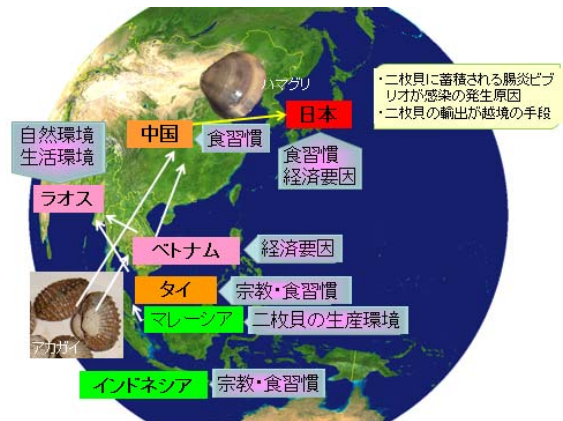 ハマグリ
・二枚貝に蓄積される腸炎ビブ
リオが感染の発生原因
・二枚貝の輸出が越境の手段
日本
中国
食習慣
自然環境
生活環境
食習慣
経済要因
ラオス
ベトナム
経済要因
タイ
宗教・食習慣
マレーシア
二枚貝の生産環境
アカガイ
インドネシア
宗教・食習慣